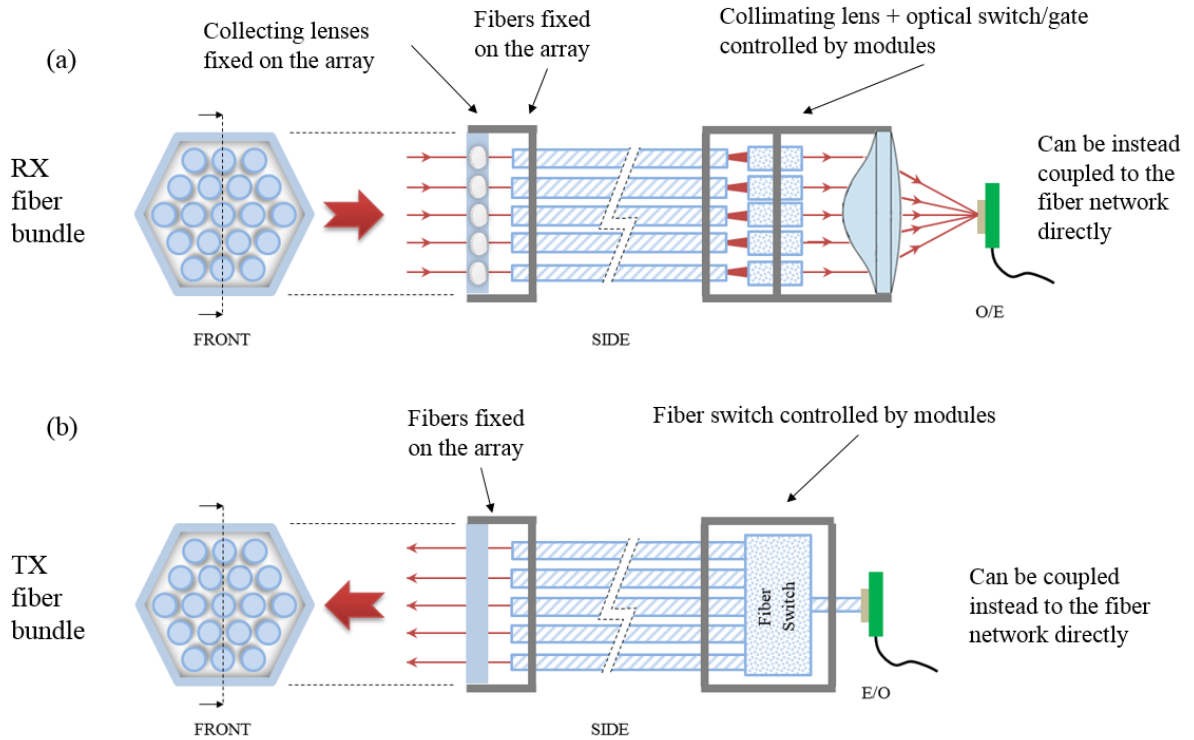 (a)
Collecting lenses
fixed on the array
Fibers fixed
on the array
Collimating lens + optical switch/gate
controlled by modules
RX
fiber
bundle
Can be instead
coupled to the
fiber network
directly
O/E
FRONT
SIDE
(b)
Fibers fixed
on the array
Fiber switch controlled by modules
TX
fiber
bundle
Fiber
Switch
Can be coupled
instead to the fiber
network directly
E/O
FRONT
SIDE